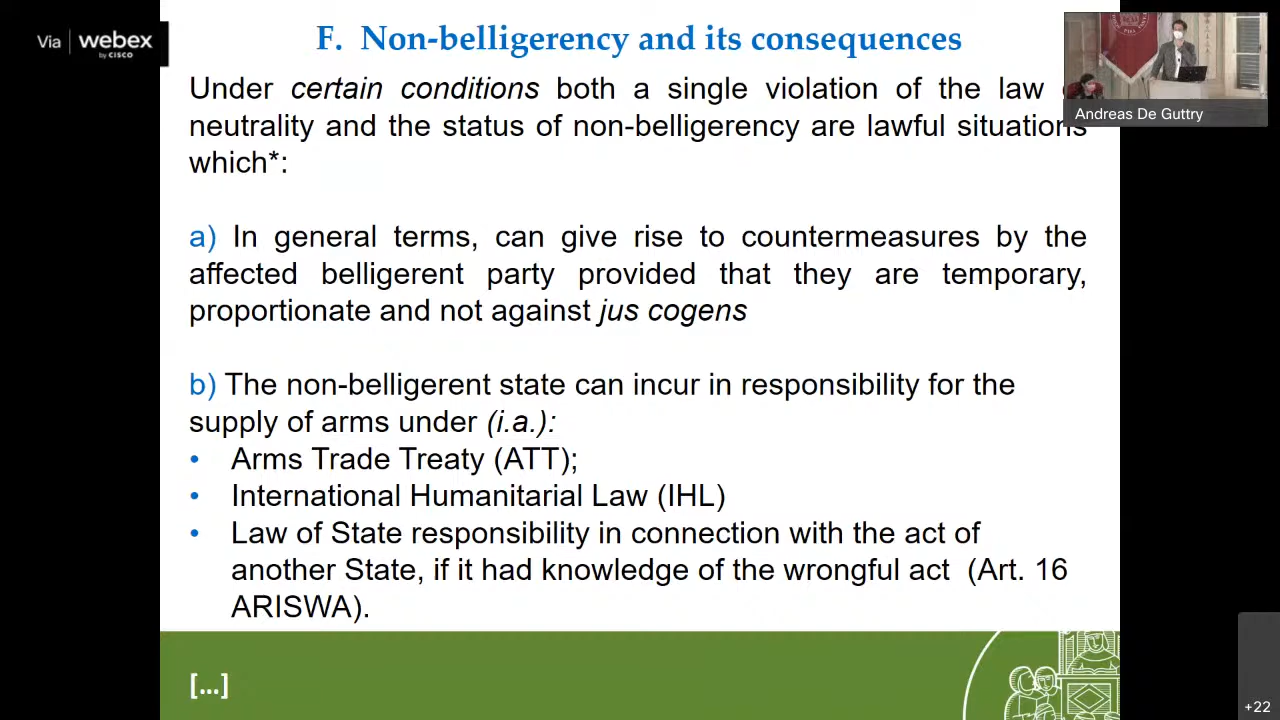 Via webex
by CISCO
F. Non-belligerency and its consequences
Under certain conditions both a single violation of the law
neutrality and the status of non-belligerency are lawful situations
which*:
Andreas De Guttry
a) In general terms, can give rise to countermeasures by the
affected belligerent party provided that they are temporary,
proportionate and not against jus cogens
b) The non-belligerent state can incur in responsibility for the
supply of arms under (i.a.):
• Arms Trade Treaty (ATT);
• International Humanitarian Law (IHL)
• Law of State responsibility in connection with the act of
another State, if it had knowledge of the wrongful act (Art. 16
ARISWA).
[...]
+22